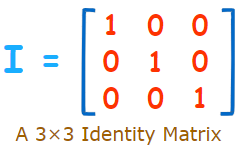 1 0 0
I = 0 1 0
0 0 1
A 3×3 Identity Matrix